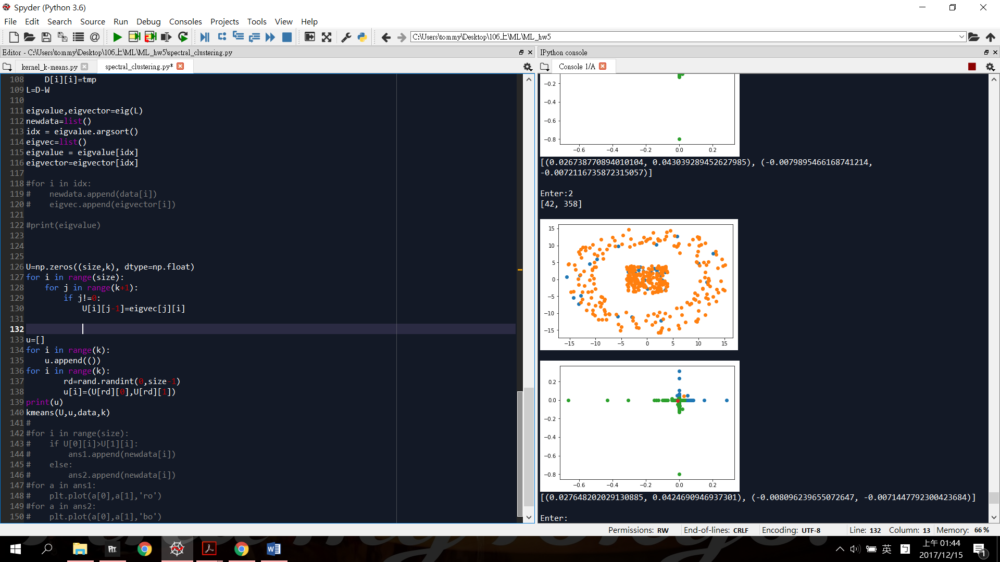 Spyder (Python 3.6)
File Edit Search Source Run Debug Consoles Projects Tools View Help
C:\Users\tommy\Desktop\106上\ML\ML_hw5
Editor - C:\Users\tommy\Desktop\106上\ML\ML_hw5\spectral_clustering.py
kernel_k-means.py
spectral_clustering.py*
108     D[i][i]=tmp
109 L=D-W
110
111 eigvalue,eigvector=eig(L)
112 newdata=list()
113 idx = eigvalue.argsort()
114 eigvec=list()
115 eigvalue = eigvalue[idx]
116 eigvector=eigvector[idx]
117
118 #for i in idx:
119 #    newdata.append(data[i])
120 #    eigvec.append(eigvector[i])
121
122 #print(eigvalue)
123
124
125
126 U=np.zeros((size,k), dtype=np.float)
127 for i in range(size):
128     for j in range(k+1):
129         if j!=0:
130             U[i][j-1]=eigvec[j][i]
131
132
133 u=[]
134 for i in range(k):
135     u.append(())
136 for i in range(k):
137         rd=rand.randint(0,size-1)
138         u[i]=(U[rd][0],U[rd][1])
139 print(u)
140 kmeans(U,u,data,k)
141 #
142 #for i in range(size):
143 #    if U[0][i]>U[1][i]:
144 #        ans1.append(newdata[i])
145 #    else:
146 #        ans2.append(newdata[i])
147 #for a in ans1:
148 #    plt.plot(a[0],a[1],'ro')
149 #for a in ans2:
150 #    plt.plot(a[0],a[1],'bo')
IPython console
Console 1/A
−0.2
−0.4
−0.6
−0.8
−0.6 −0.4 −0.2 0.0 0.2
[(0.026738770894010104, 0.043039289452627985), (-0.0079895466168741214,
-0.0072116735872315057)]
Enter:2
[42, 358]
15
10
5
0
−5
−10
−15
−15 −10 −5 0 5 10 15
0.2
0.0
−0.2
−0.4
−0.6
−0.8
−0.6 −0.4 −0.2 0.0 0.2
[(0.027648202029130885, 0.0424690946937301), (-0.008096239655072647, -0.0071447792300423684)]
Enter:
Permissions: RW End-of-lines: CRLF Encoding: UTF-8 Line: 132 Column: 13 Memory: 66 %
英
上午 01:44
2017/12/15
1